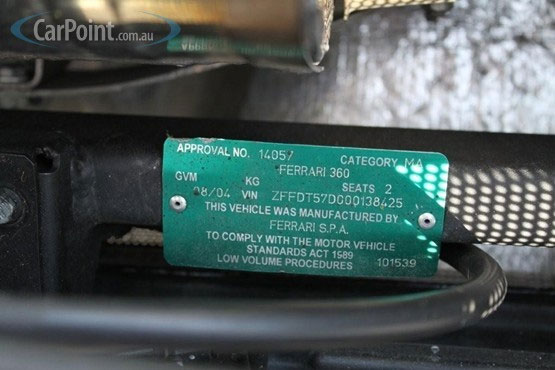 CarPoint.com.au
APPROVAL NO. 14057 CATEGORY MA
FERRARI 360
GVM KG SEATS 2
08/04 VIN ZFFDT57D000138425
THIS VEHICLE WAS MANUFACTURED BY
FERRARI S.P.A.
TO COMPLY WITH THE MOTOR VEHICLE
STANDARDS ACT 1989
LOW VOLUME PROCEDURES 101539